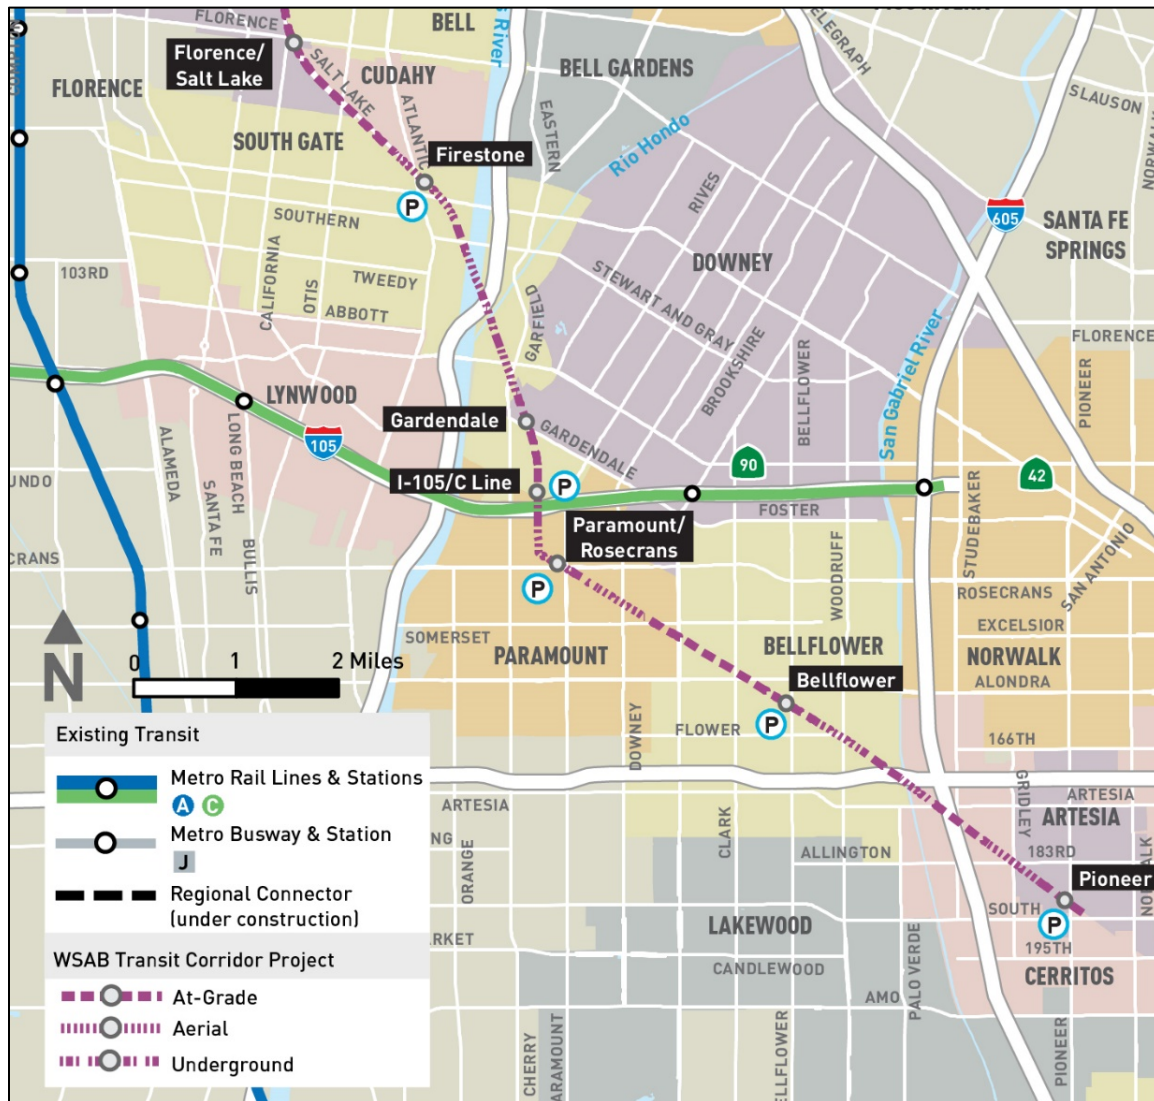 FLORENCE
BELL
TELEGRAPH
Florence/
Salt Lake
SALT LAKE
CUDAHY
River
BELL GARDENS
FLORENCE
ATLANTIC
EASTERN
SLAUSON
NORWALK
SOUTH GATE
Firestone
Rio Hondo
P
RIVES
605
SANTA FE
SPRINGS
SOUTHERN
DOWNEY
103RD
CALIFORNIA
OTIS
TWEEDY
ABBOTT
GARFIELD
STEWART AND GRAY
BROOKSHIRE
BELLFLOWER
San Gabriel River
FLORENCE
PIONEER
LYNWOOD
Gardendale
GARDENDALE
105
ALAMEDA
LONG BEACH
SANTA FE
BULLIS
I-105/C Line
P
90
42
FOSTER
STUDEBAKER
SAN ANTONIO
Paramount/
Rosecrans
P
WOODRUFF
ROSECRANS
EXCELSIOR
SOMERSET
PARAMOUNT
BELLFLOWER
NORWALK
ALONDRA
N
0 1 2 Miles
Bellflower
P
DOWNEY
FLOWER
166TH
Existing Transit
Metro Rail Lines & Stations
A C
Metro Busway & Station
J
Regional Connector
(under construction)
WSAB Transit Corridor Project
At-Grade
Aerial
Underground
ARTESIA
ORANGE
CLARK
ALLINGTON
GRIDLEY
ARTESIA
ARTESIA
183RD
Pioneer
SOUTH
P
195TH
LAKEWOOD
CANDLEWOOD
PALO VERDE
CERRITOS
CHERRY
PARAMOUNT
PIONEER